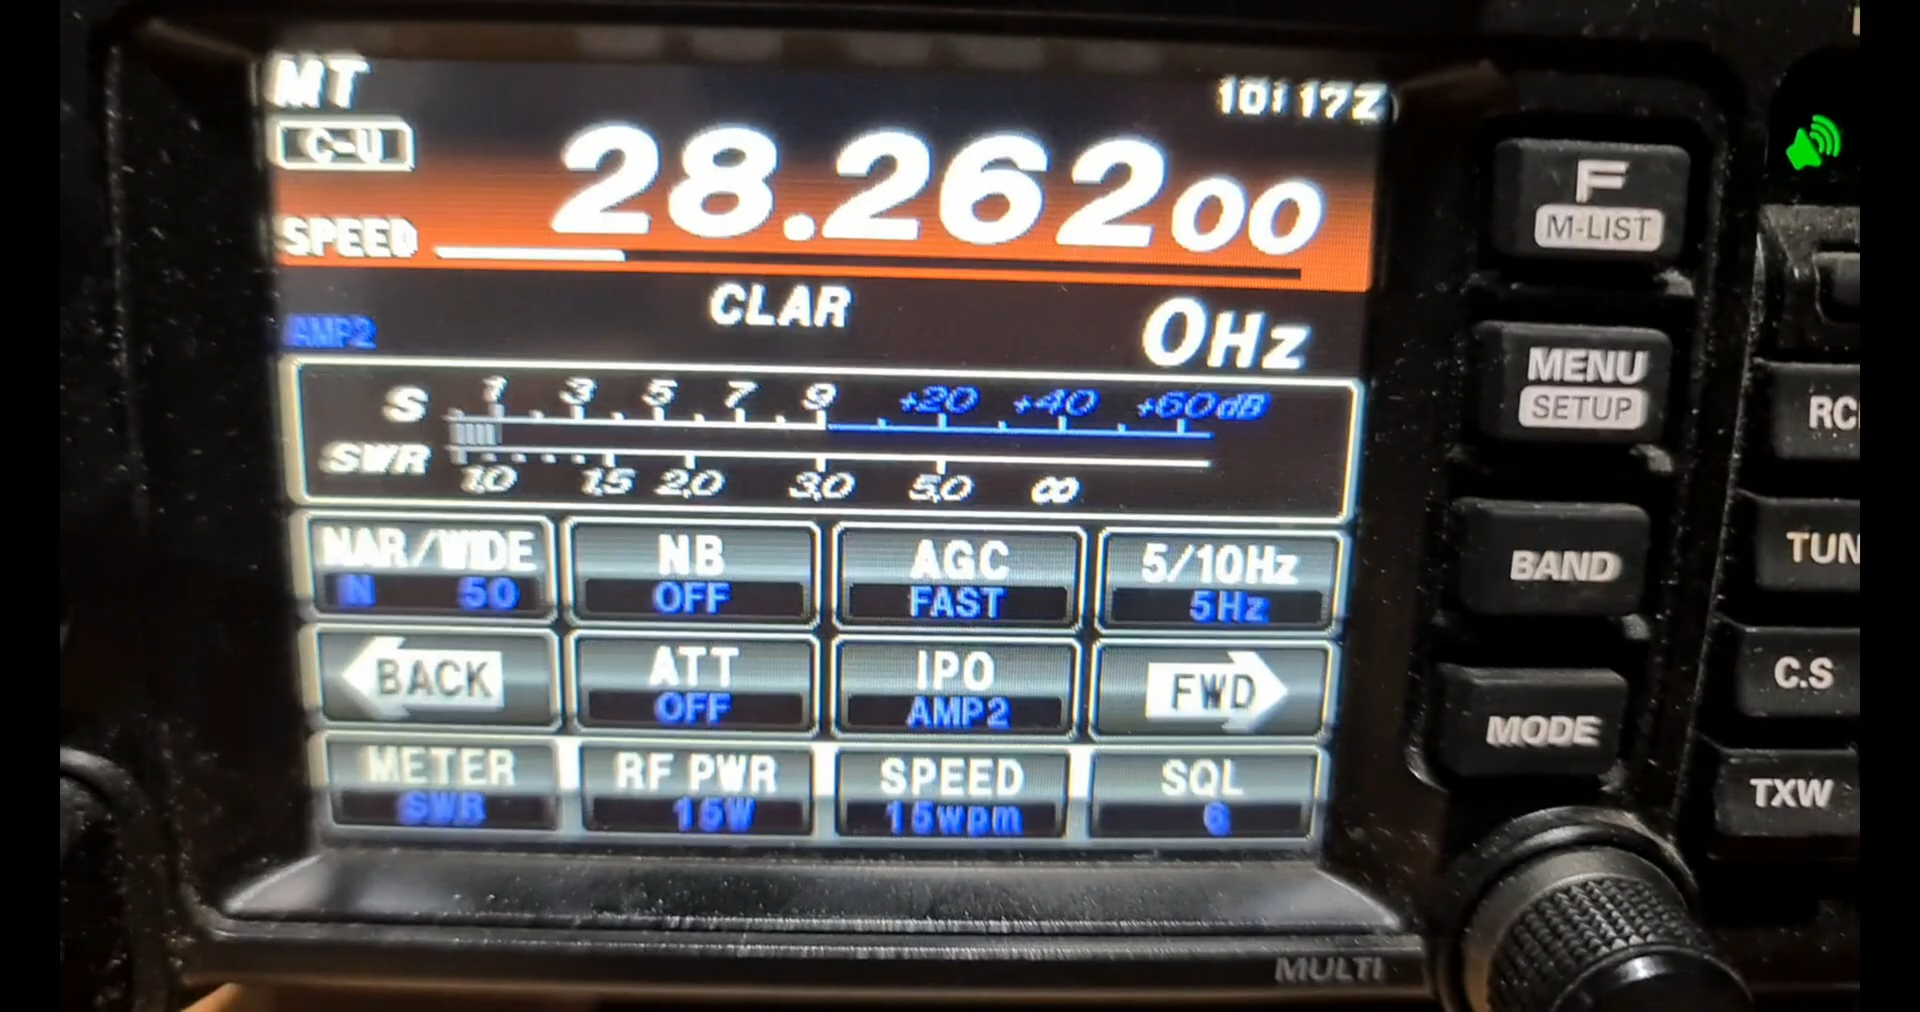 MT
10:17Z
C-U
28.26200
SPEED
CLAR
0Hz
AMP2
S 1 3 5 7 9 +20 +40 +60dB
SWR 1.0 1.5 2.0 3.0 5.0 ∞
NAR/WIDE NB AGC 5/10Hz
N 50 OFF FAST 5Hz
BACK ATT IPO FWD
OFF AMP2
METER RF PWR SPEED SQL
SWR 15W 15wpm 6
F
M-LIST
MENU
SETUP
BAND
MODE
MULTI
RC
TUN
C.S
TXW